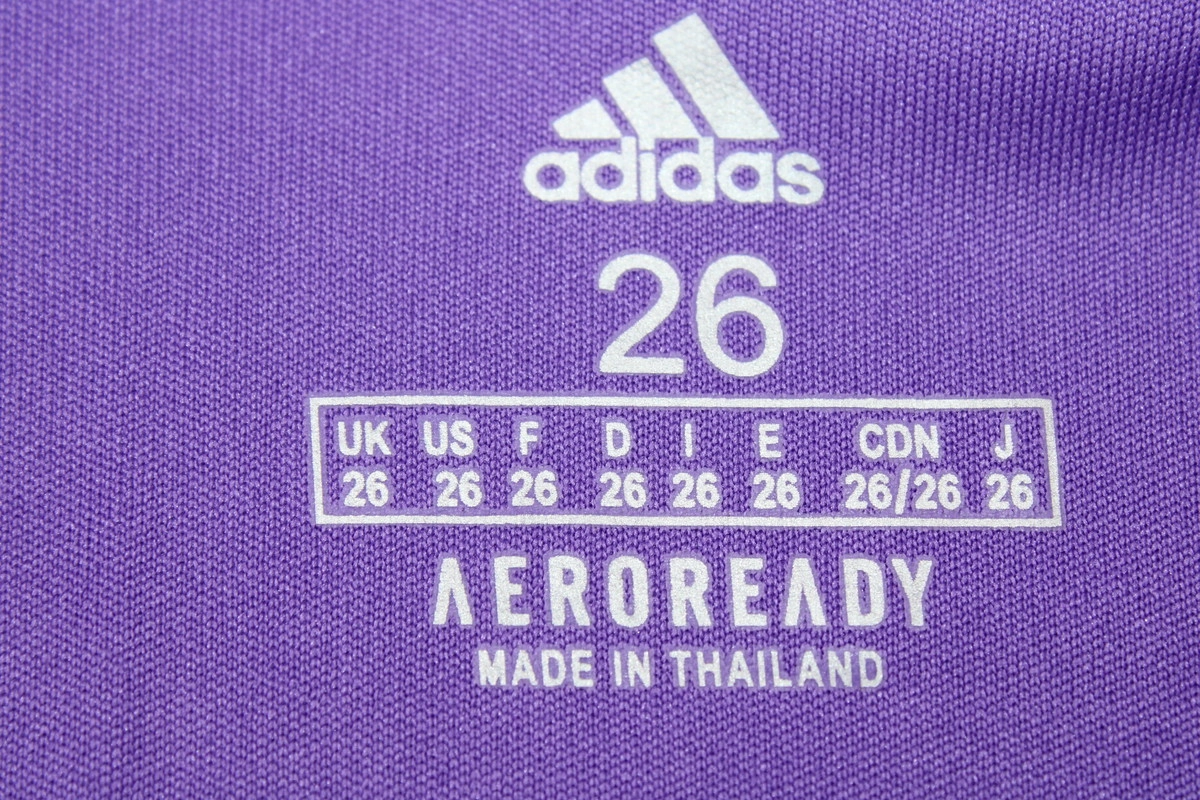 adidas
26
UK US F D I E CDN J
26 26 26 26 26 26 26/26 26
AEROREADY
MADE IN THAILAND